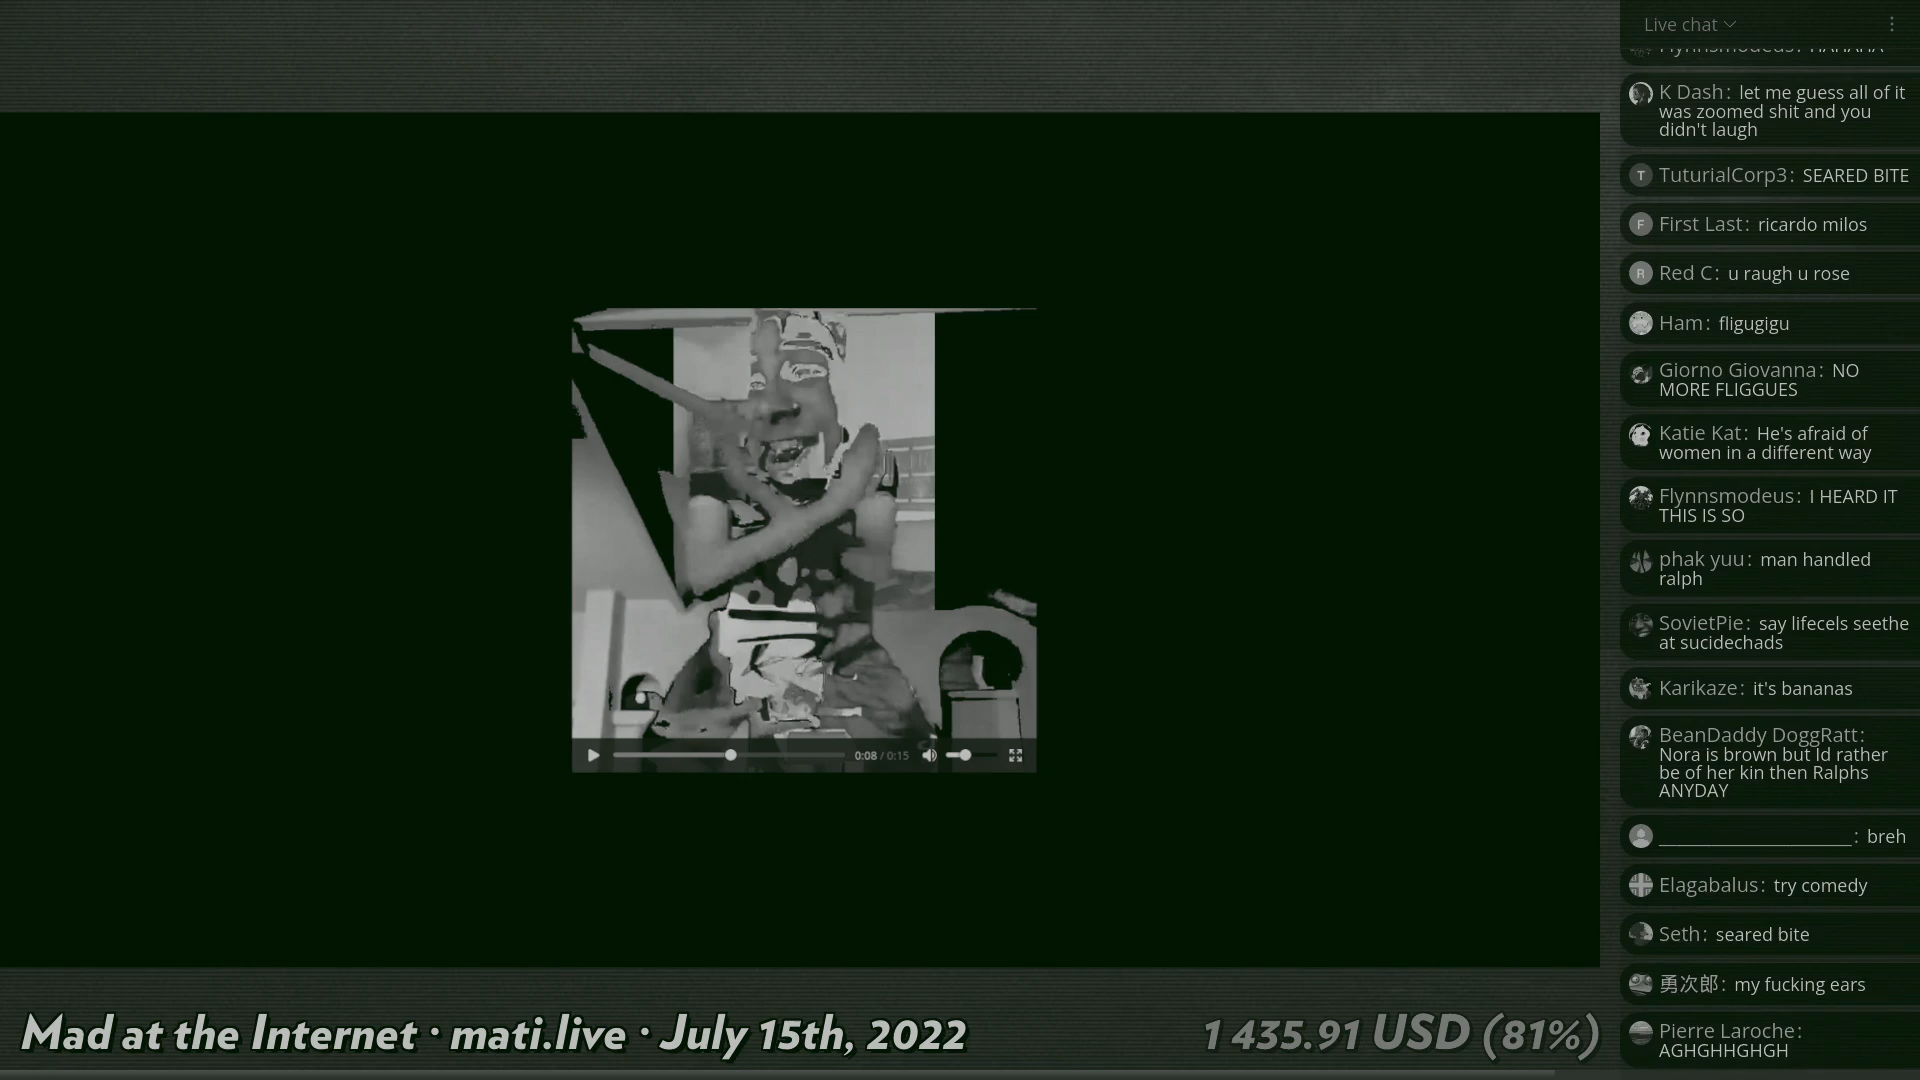 Live chat
Flynnsmodeus: HAHAHA
K Dash: let me guess all of it
was zoomed shit and you
didn't laugh
T TuturialCorp3: SEARED BITE
F First Last: ricardo milos
R Red C: u raugh u rose
Ham: fligugigu
Giorno Giovanna: NO
MORE FLIGGUES
Katie Kat: He's afraid of
women in a different way
Flynnsmodeus: I HEARD IT
THIS IS SO
phak yuu: man handled
ralph
SovietPie: say lifecels seethe
at sucidechads
Karikaze: it's bananas
BeanDaddy DoggRatt:
Nora is brown but Id rather
be of her kin then Ralphs
ANYDAY
____________________: breh
Elagabalus: try comedy
Seth: seared bite
勇次郎: my fucking ears
Pierre Laroche:
AGHGHHGHGH
0:08 / 0:15
Mad at the Internet · mati.live · July 15th, 2022
1 435.91 USD (81%)